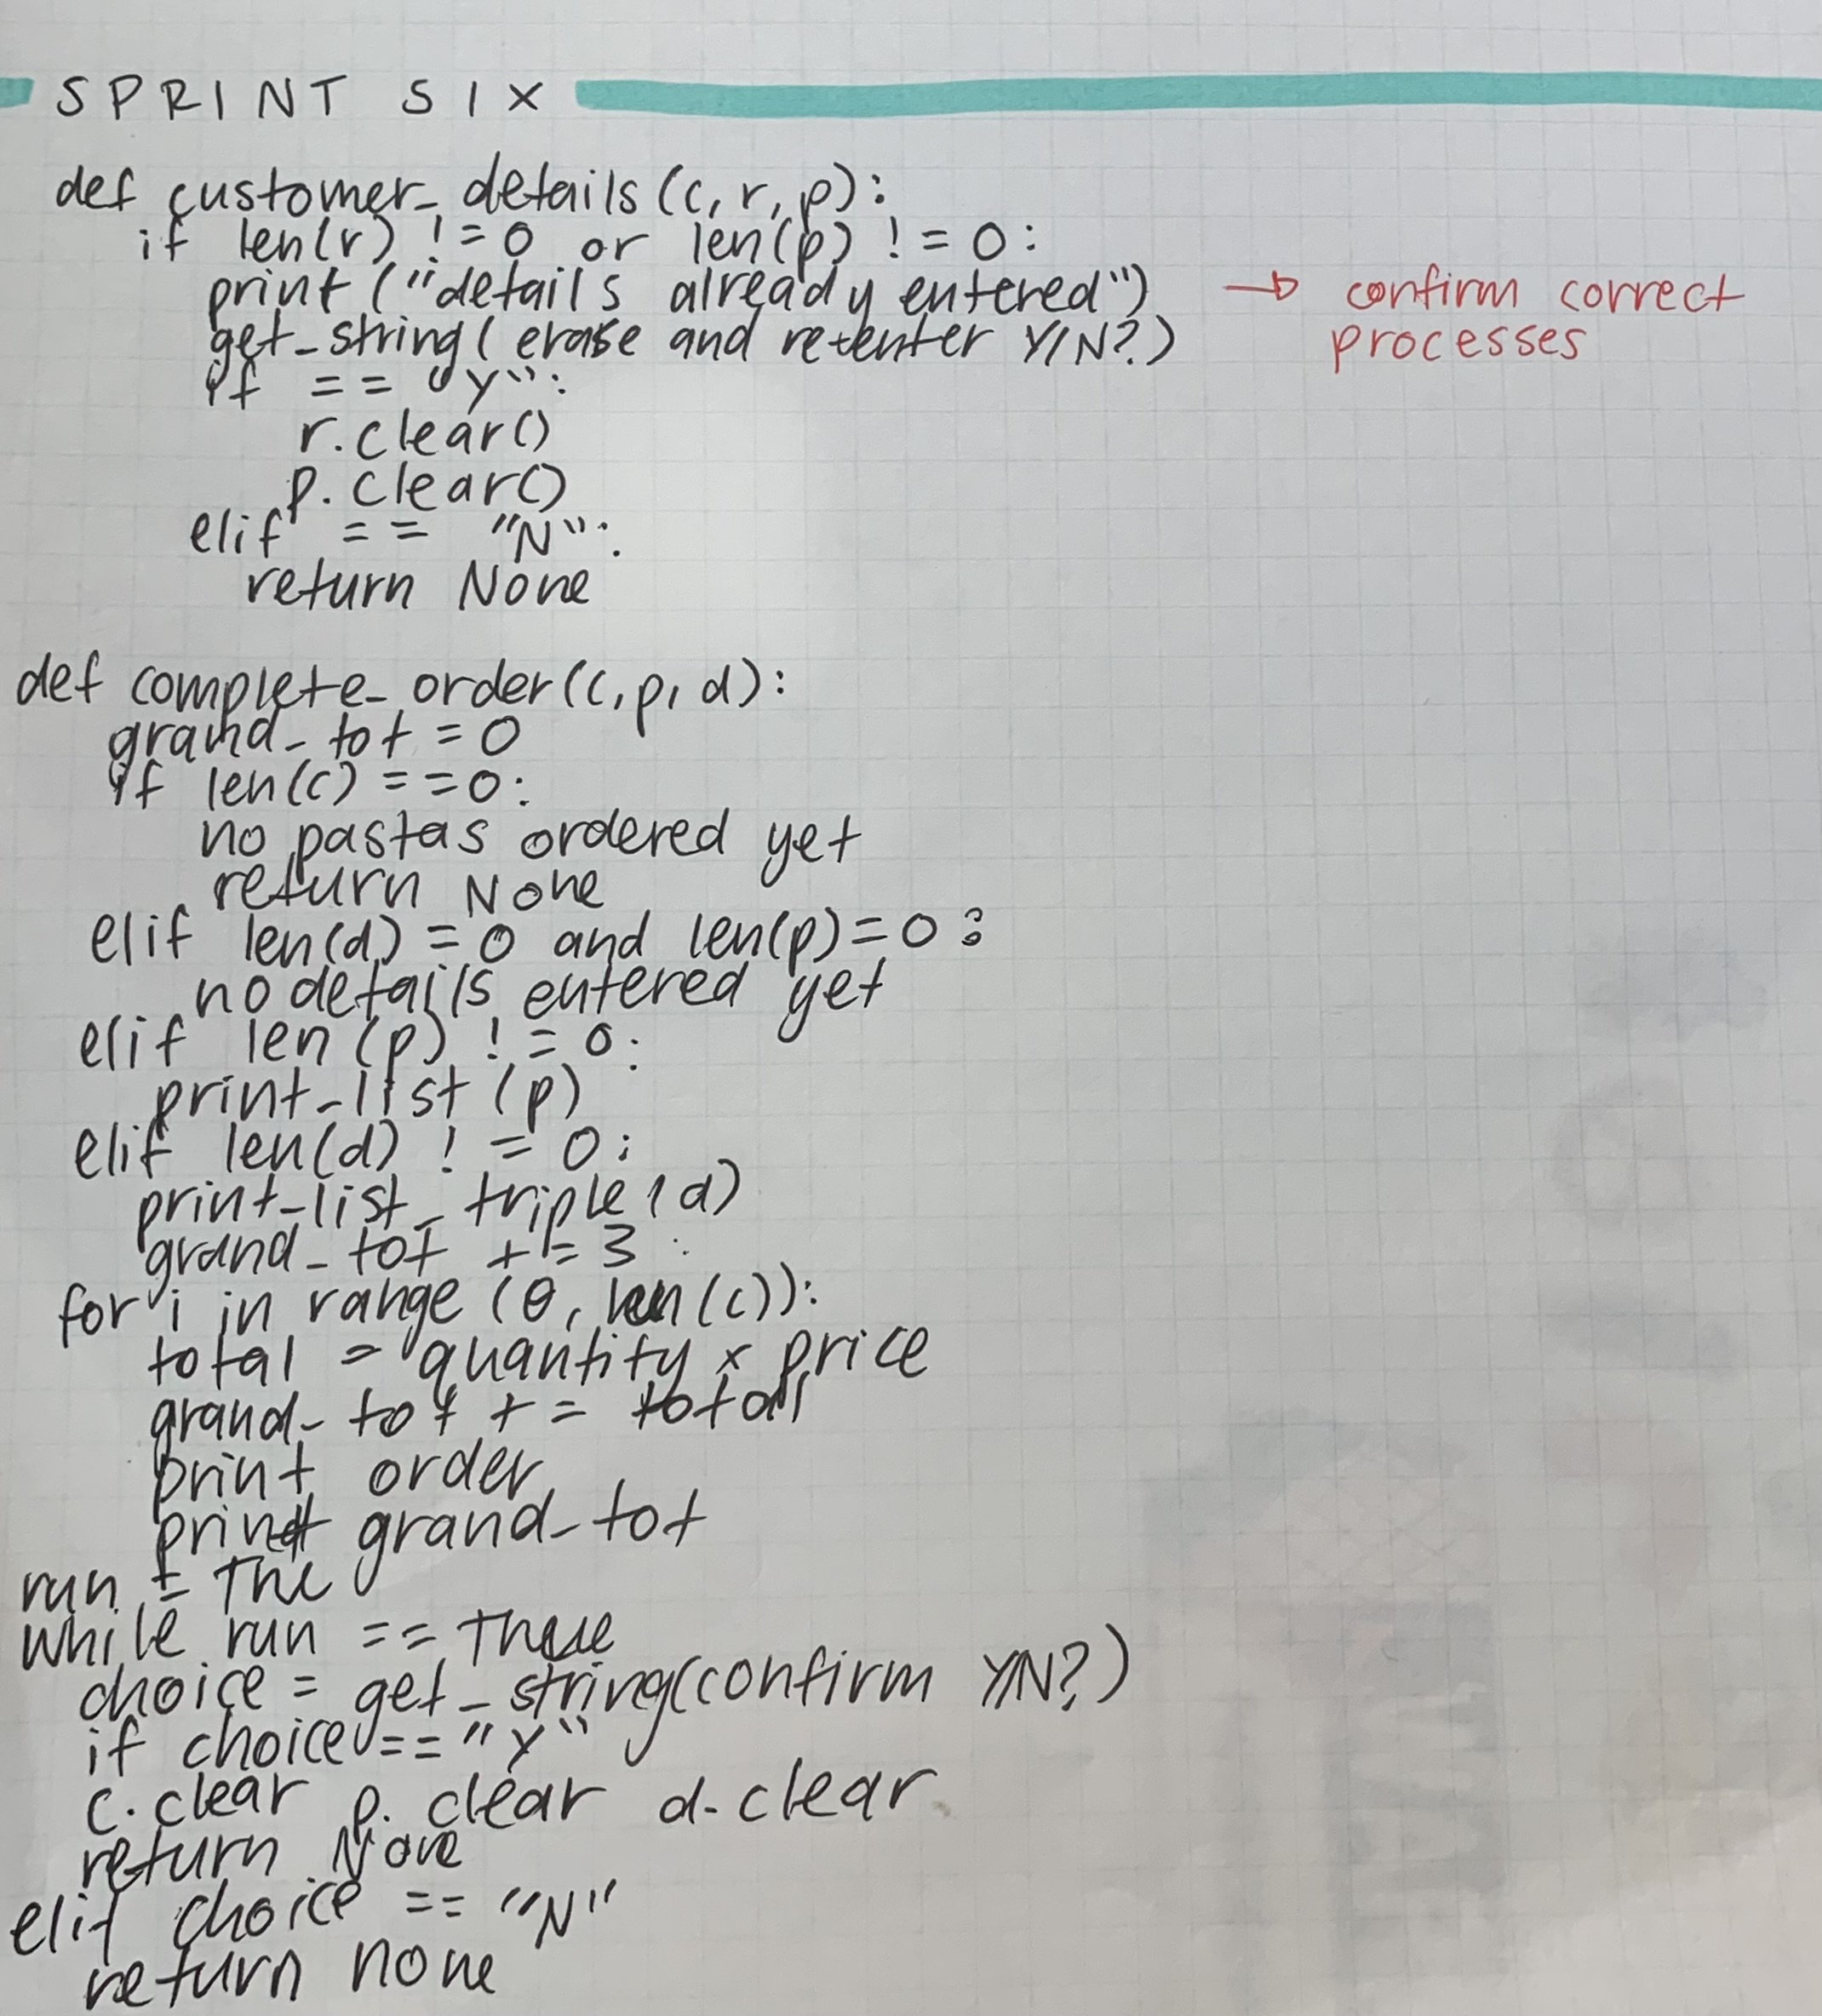 SPRINT SIX
def customer_details(c, r, p):
if len(r) != 0 or len(p) != 0:
print ("details already entered") → confirm correct
get_string( erase and re-enter Y/N?) processes
if == "Y":
r.clear()
p.clear()
elif == "N":
return None
def complete_order(c, p, d):
grand_tot = 0
if len(c) == 0:
no pastas ordered yet
return None
elif len(d) = 0 and len(p) = 0 :
no details entered yet
elif len (p) != 0:
print_list (p)
elif len(d) != 0:
print_list_triple(d)
grand_tot += 3
for i in range (0, len(c)):
total = quantity x price
grand_tot += total
print order
print grand_tot
run = True
while run == True
choice = get_string(confirm Y/N?)
if choice == "Y"
c.clear p.clear d.clear
return None
elif choice == "N"
return none